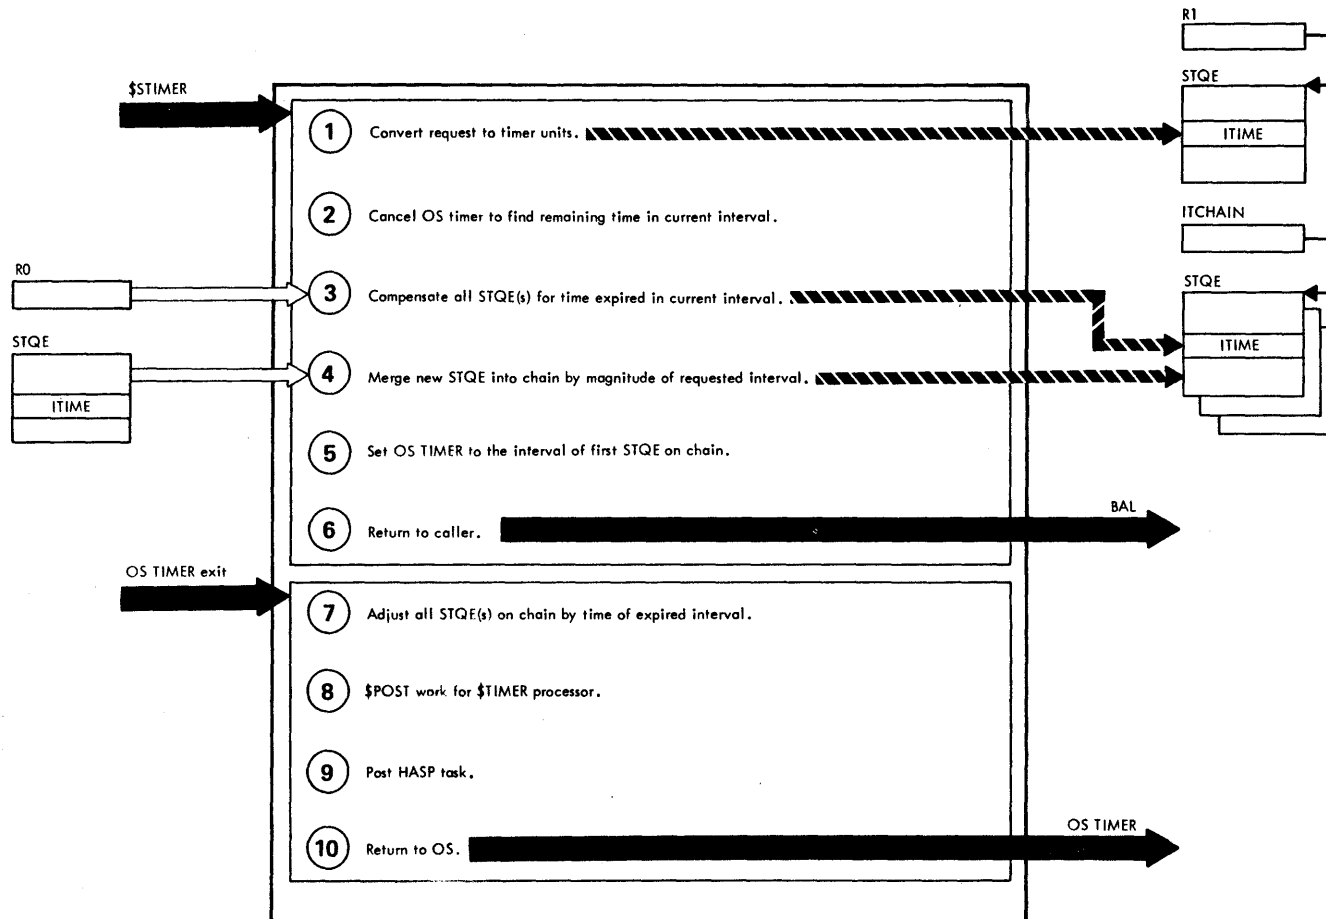 R1
$STIMER
STQE
1 Convert request to timer units.
ITIME
2 Cancel OS timer to find remaining time in current interval.
ITCHAIN
R0
3 Compensate all STQE(s) for time expired in current interval.
STQE
ITIME
STQE
4 Merge new STQE into chain by magnitude of requested interval.
ITIME
5 Set OS TIMER to the interval of first STQE on chain.
BAL
6 Return to caller.
OS TIMER exit
7 Adjust all STQE(s) on chain by time of expired interval.
8 $POST work for $TIMER processor.
9 Post HASP task.
OS TIMER
10 Return to OS.